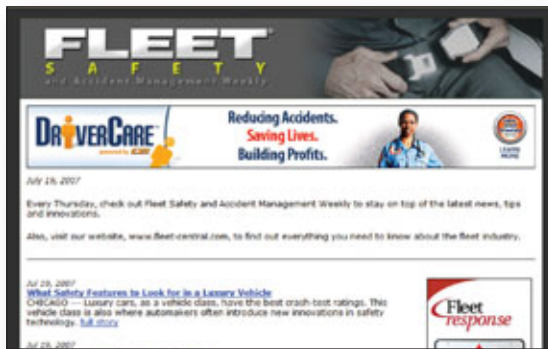 FLEET
SAFETY
and Accident Management Weekly
DRIVERCARE
powered by
Reducing Accidents.
Saving Lives.
Building Profits.
LEARN
MORE
July 19, 2007
Every Thursday, check out Fleet Safety and Accident Management Weekly to stay on top of the latest news, tips
and innovations.
Also, visit our website, www.fleet-central.com, to find out everything you need to know about the fleet industry.
Jul 19, 2007
What Safety Features to Look for in a Luxury Vehicle
CHICAGO — Luxury cars, as a vehicle class, have the best crash-test ratings. This
vehicle class is also where automakers often introduce new innovations in safety
technology. full story
Jul 19, 2007
Fleet
response